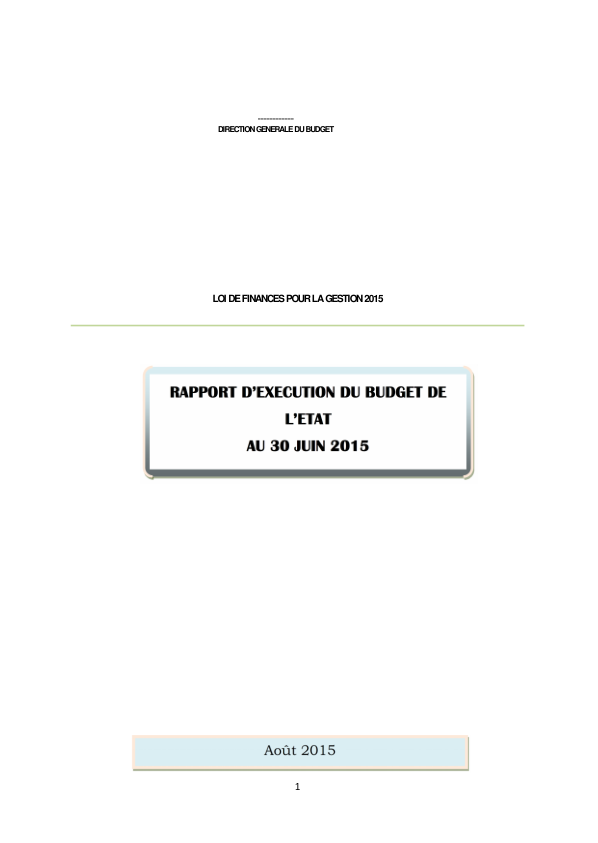 ------------
DIRECTION GENERALE DU BUDGET
LOI DE FINANCES POUR LA GESTION 2015
RAPPORT D'EXECUTION DU BUDGET DE
L'ETAT
AU 30 JUIN 2015
Août 2015
1